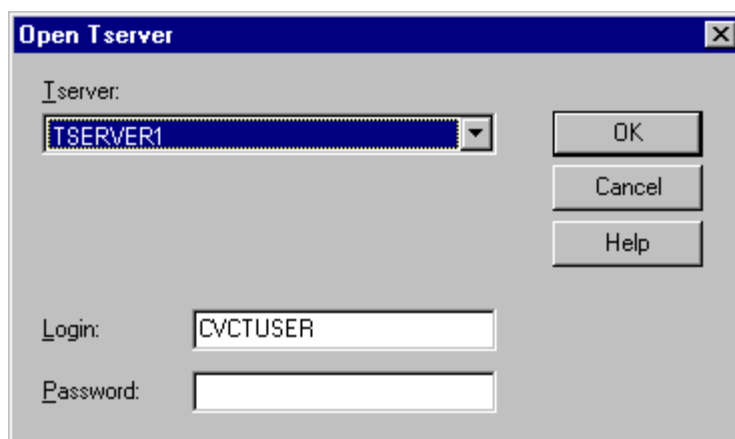 Open Tserver
Tserver:
TSERVER1
OK
Cancel
Help
Login:
CVCTUSER
Password: